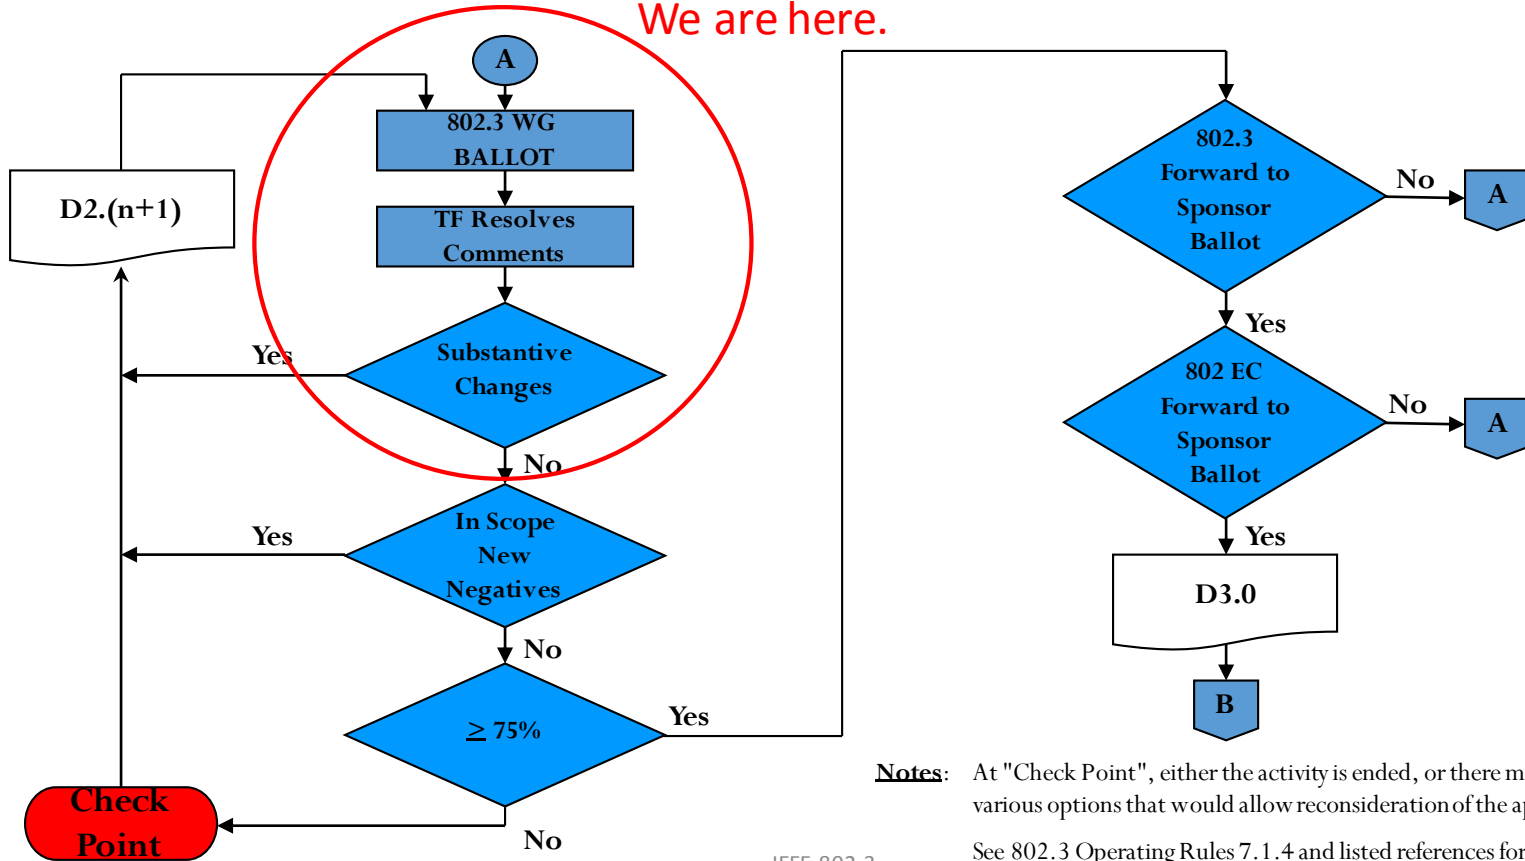 We are here.
A
802.3 WG
BALLOT
TF Resolves
Comments
D2.(n+1)
Substantive
Changes
Yes
No
In Scope
New
Negatives
Yes
No
≥ 75%
Yes
No
Check
Point
802.3
Forward to
Sponsor
Ballot
No
A
Yes
802 EC
Forward to
Sponsor
Ballot
No
A
Yes
D3.0
B
Notes: At "Check Point", either the activity is ended, or there m
various options that would allow reconsideration of the a
See 802.3 Operating Rules 7.1.4 and listed references for
IEEE 802.3